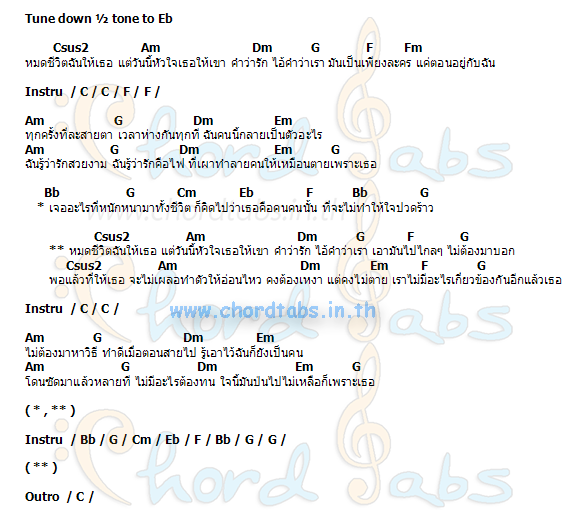 Tune down ½ tone to Eb
Csus2 Am Dm G F Fm
หมดชีวิตฉันให้เธอ แต่วันนี้หัวใจเธอให้เขา คำว่ารัก ไอ้คำว่าเรา มันเป็นเพียงละคร แค่ตอนอยู่กับฉัน
Instru / C / C / F / F /
Am G Dm Em
ทุกครั้งที่ละสายตา เวลาห่างกันทุกที ฉันคนนี้กลายเป็นตัวอะไร
Am G Dm Em G
ฉันรู้ว่ารักสวยงาม ฉันรู้ว่ารักคือไฟ ที่เผาทำลายคนให้เหมือนตายเพราะเธอ
Bb G Cm Eb F Bb G
* เจออะไรที่หนักหนามาทั้งชีวิต ก็คิดไปว่าเธอคือคนคนนั้น ที่จะไม่ทำให้ใจปวดร้าว
Csus2 Am Dm G F G
** หมดชีวิตฉันให้เธอ แต่วันนี้หัวใจเธอให้เขา คำว่ารัก ไอ้คำว่าเรา เอามันไปไกลๆ ไม่ต้องมาบอก
Csus2 Am Dm Em F G
พอแล้วที่ให้เธอ จะไม่เผลอทำตัวให้อ่อนไหว คงต้องเหงา แต่คงไม่ตาย เราไม่มีอะไรเกี่ยวข้องกันอีกแล้วเธอ
Instru / C / C /
www.chordtabs.in.th
Am G Dm Em
ไม่ต้องมาหาวิธี ทำดีเมื่อตอนสายไป รู้เอาไว้ฉันก็ยังเป็นคน
Am G Dm Em G
โดนซัดมาแล้วหลายที ไม่มีอะไรต้องทน ใจนี้มันป่นไปไม่เหลือก็เพราะเธอ
( * , ** )
Instru / Bb / G / Cm / Eb / F / Bb / G / G /
( ** )
Outro / C /